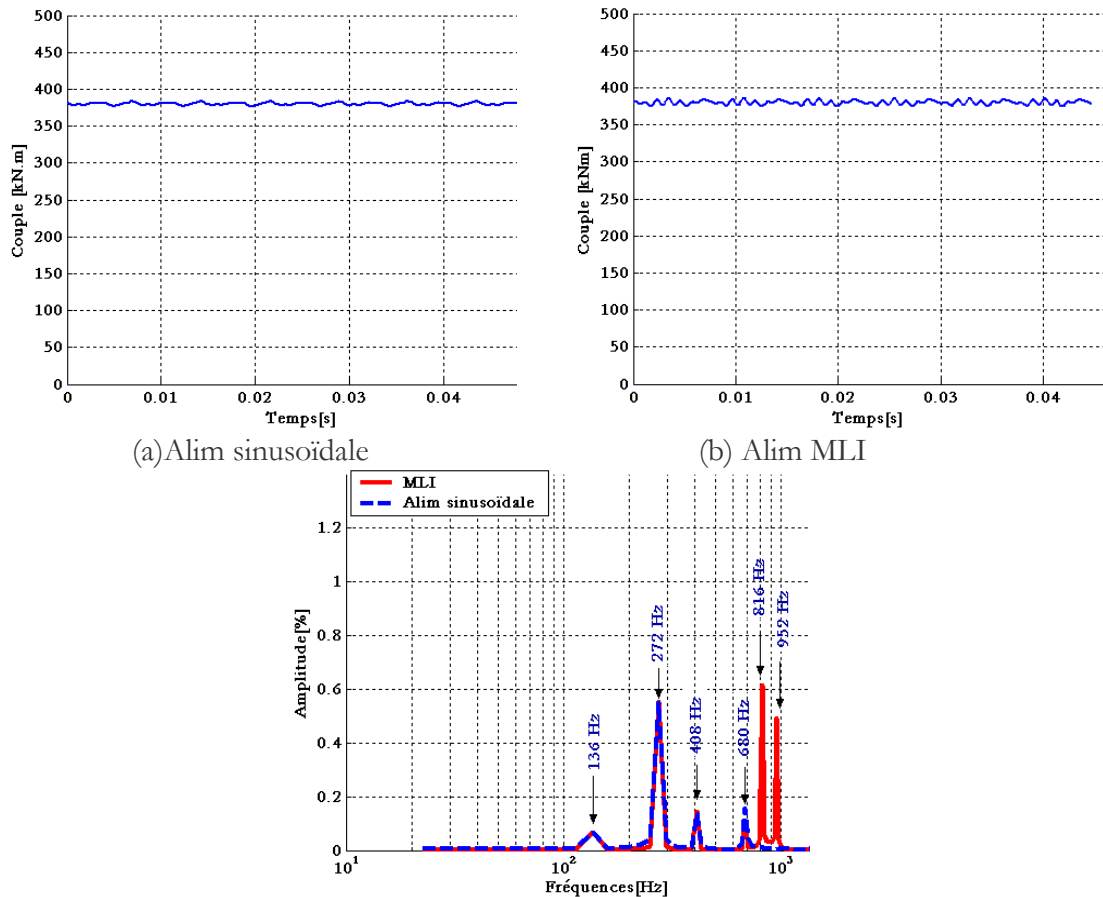 500
450
400
350
300
250
200
150
100
50
0
Couple [kN.m]
0 0.01 0.02 0.03 0.04
Temps[s]
(a)Alim sinusoïdale
500
450
400
350
300
250
200
150
100
50
0
Couple [kNm]
0 0.01 0.02 0.03 0.04
Temps[s]
(b) Alim MLI
MLI
Alim sinusoïdale
1.2
1
0.8
0.6
0.4
0.2
0
Amplitude[%]
136 Hz
272 Hz
408 Hz
680 Hz
816 Hz
952 Hz
10¹ 10² 10³
Fréquences[Hz]